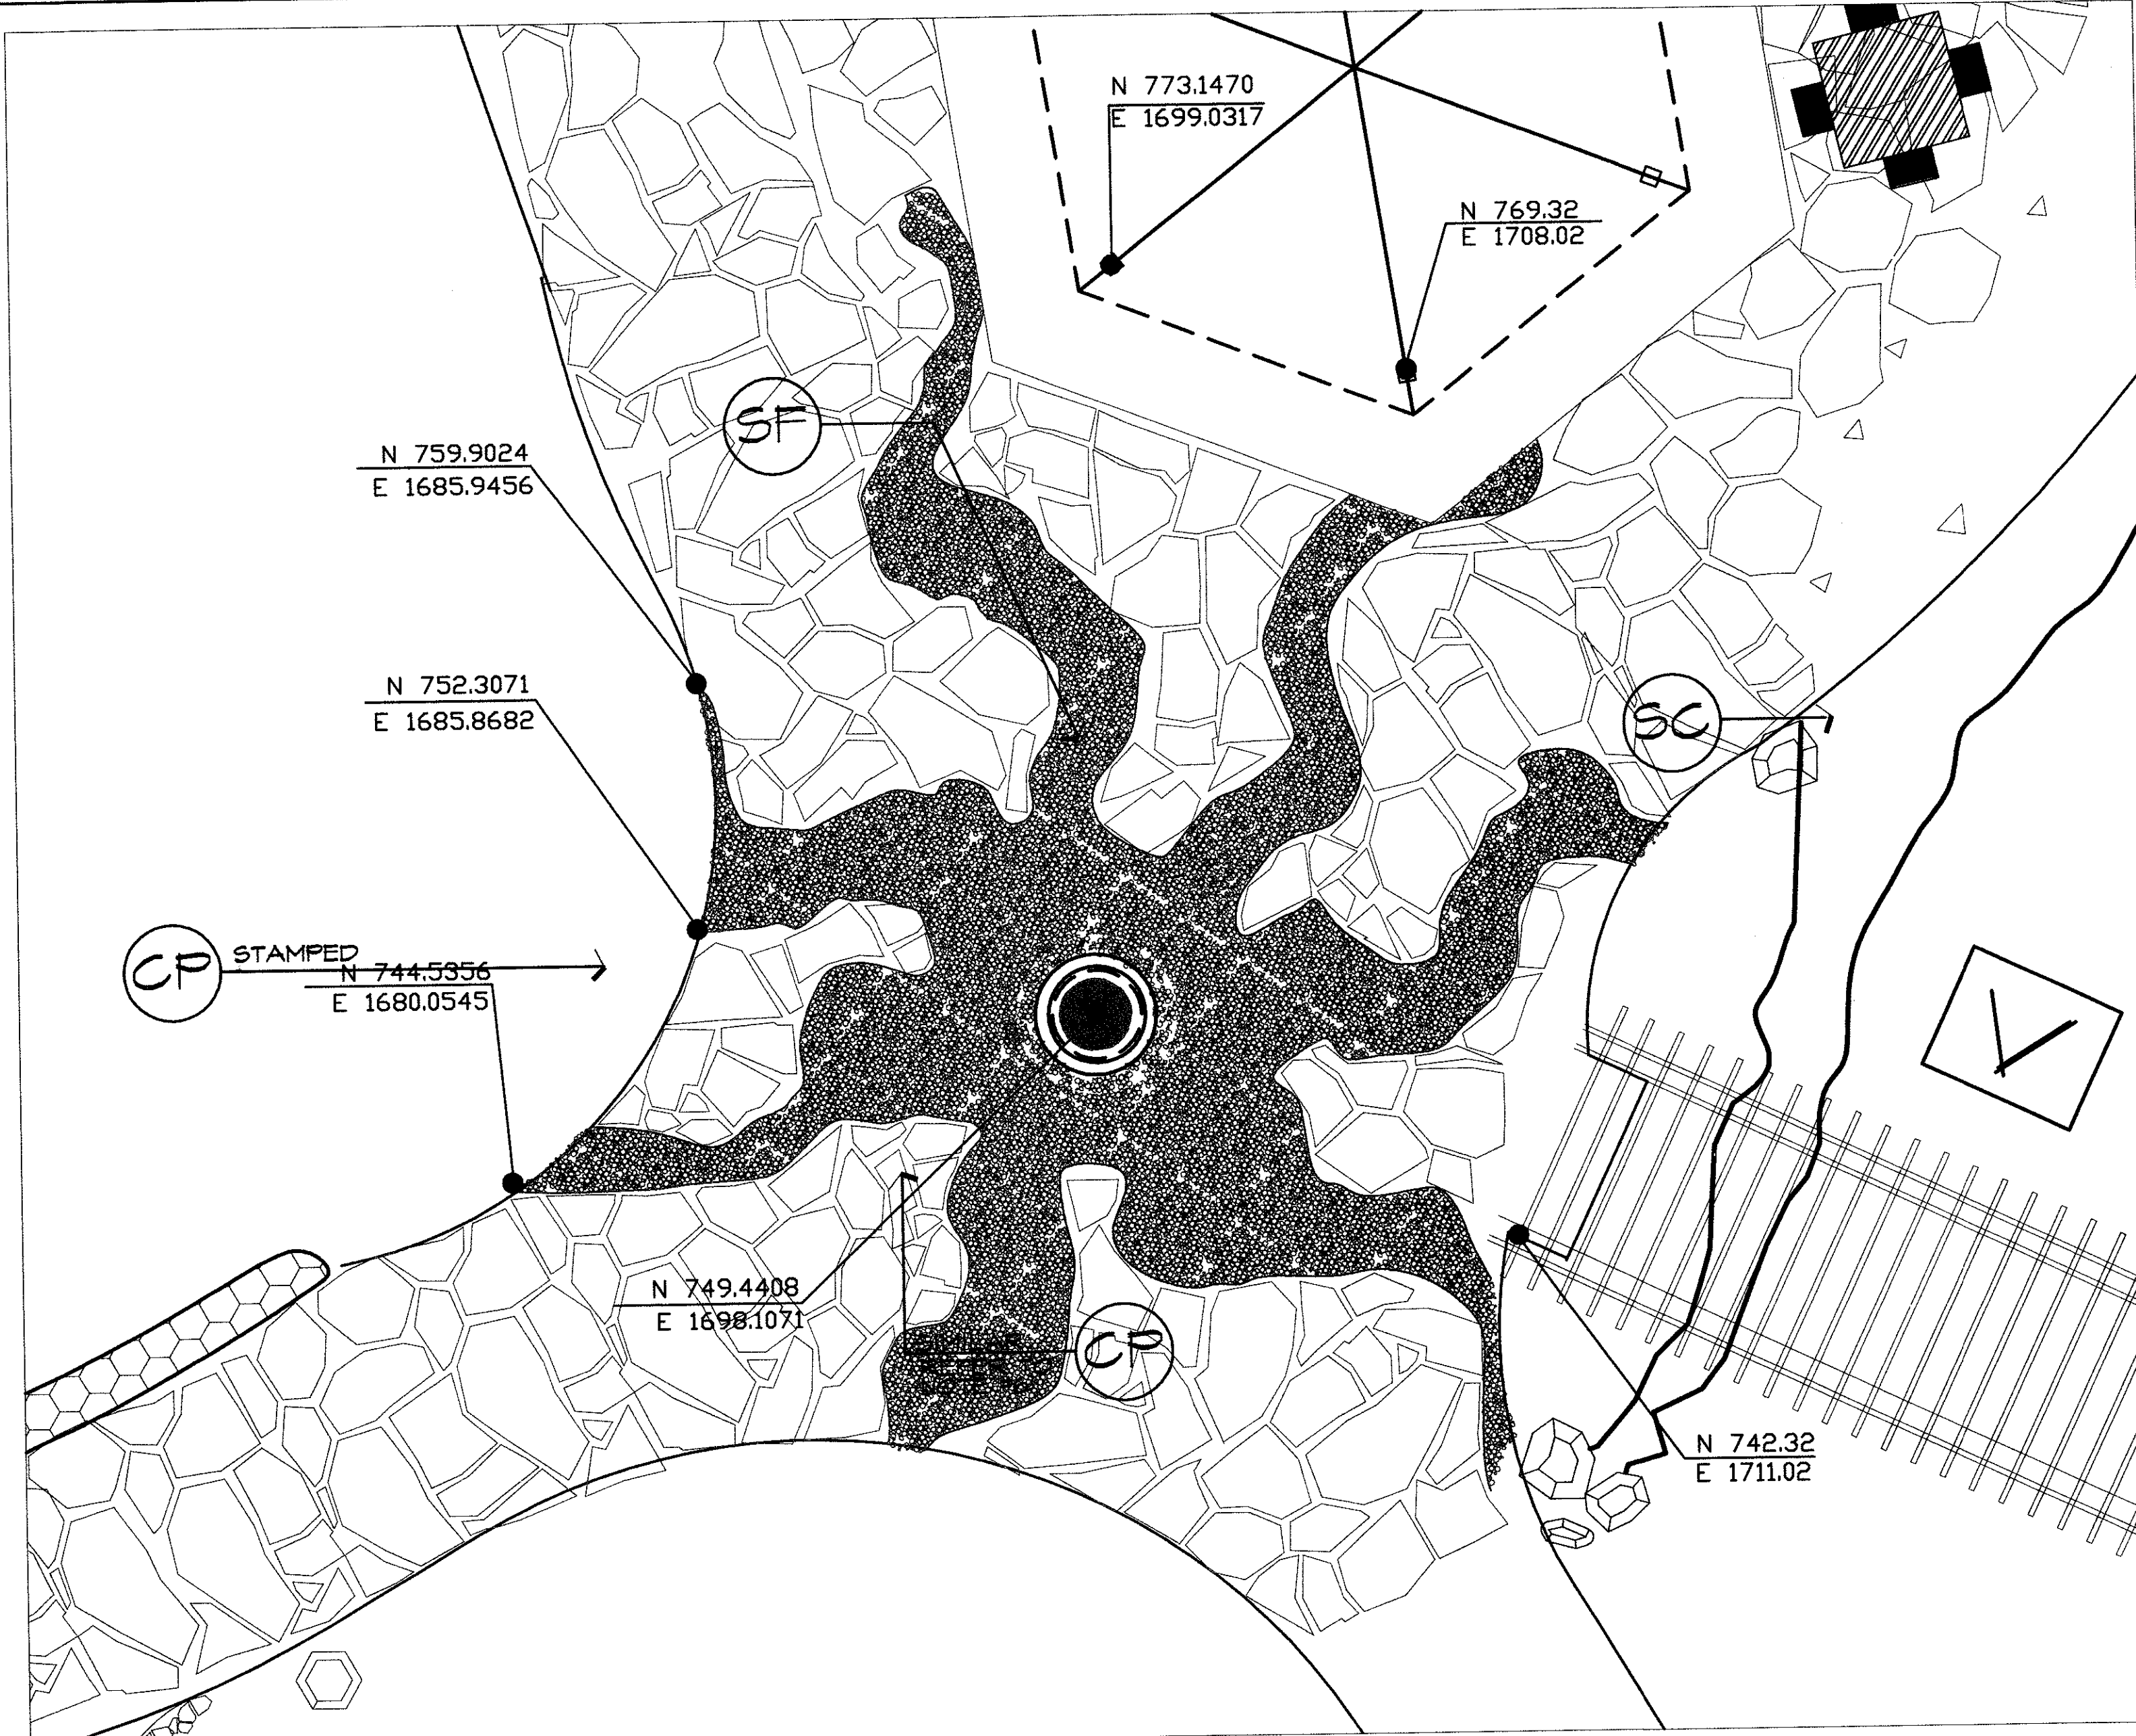 N 773.1470
E 1699.0317
N 769.32
E 1708.02
SF
N 759.9024
E 1685.9456
N 752.3071
E 1685.8682
SC
CP STAMPED
N 744.5356
E 1680.0545
V
N 749.4408
E 1698.1071
CP
N 742.32
E 1711.02